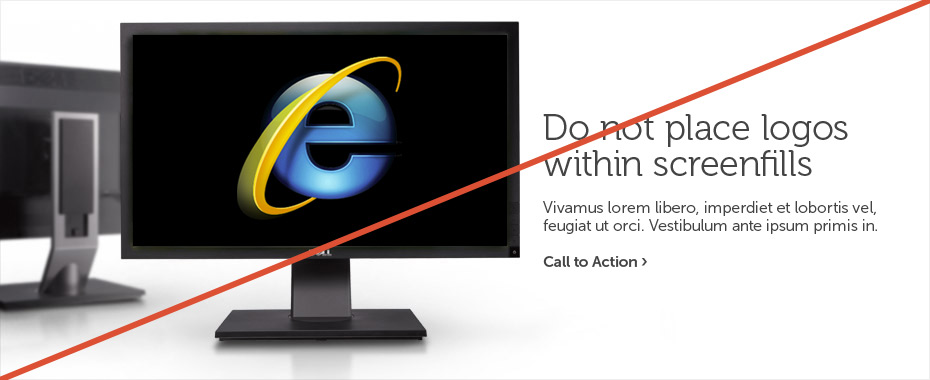 Do not place logos
within screenfills
Vivamus lorem libero, imperdiet et lobortis vel,
feugiat ut orci. Vestibulum ante ipsum primis in.
Call to Action ›